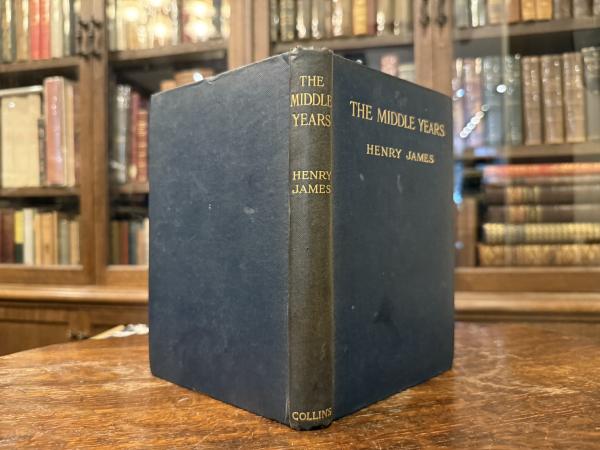 THE
MIDDLE
YEARS
HENRY
JAMES
COLLINS
THE MIDDLE YEARS
HENRY JAMES